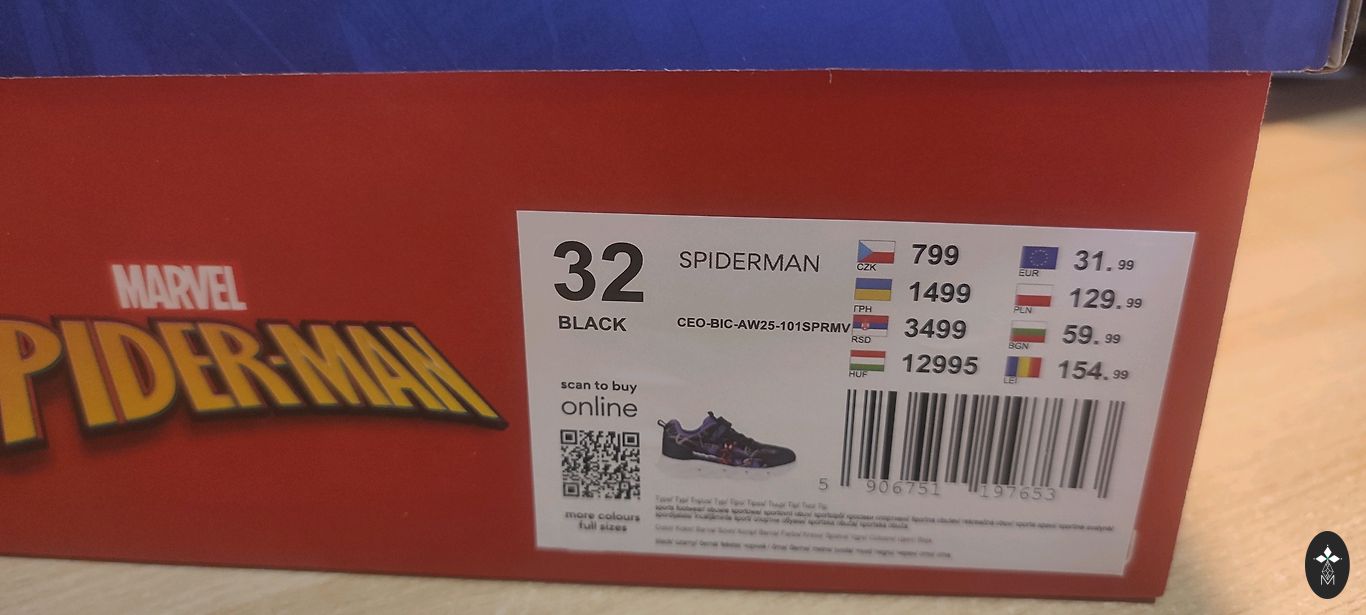 MARVEL
PIDER-MAN
32
BLACK
SPIDERMAN
CEO-BIC-AW25-101SPRMV
CZK 799
ГРН 1499
RSD 3499
HUF 12995
EUR 31.99
PLN 129.99
BGN 59.99
LEI 154.99
scan to buy
online
more colours
full sizes
5 906751 197653
M